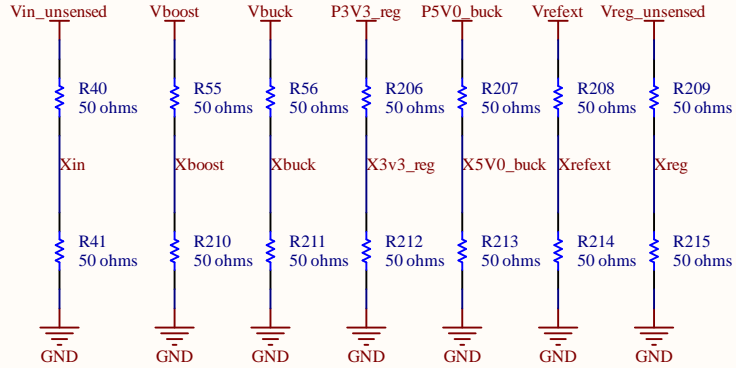 Vin_unsensed Vboost Vbuck P3V3_reg P5V0_buck Vrefext Vreg_unsensed
R40 R55 R56 R206 R207 R208 R209
50 ohms 50 ohms 50 ohms 50 ohms 50 ohms 50 ohms 50 ohms
Xin Xboost Xbuck X3v3_reg X5V0_buck Xrefext Xreg
R41 R210 R211 R212 R213 R214 R215
50 ohms 50 ohms 50 ohms 50 ohms 50 ohms 50 ohms 50 ohms
GND GND GND GND GND GND GND